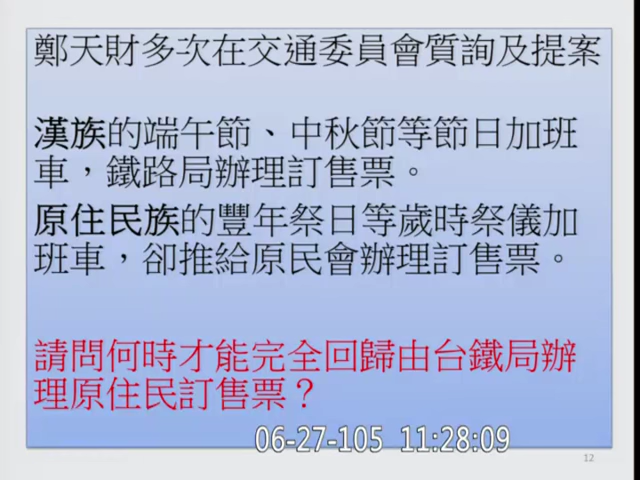 鄭天財多次在交通委員會質詢及提案
漢族的端午節、中秋節等節日加班
車，鐵路局辦理訂售票。
原住民族的豐年祭日等歲時祭儀加
班車，卻推給原民會辦理訂售票。
請問何時才能完全回歸由台鐵局辦
理原住民訂售票？
06-27-105 11:28:09
12